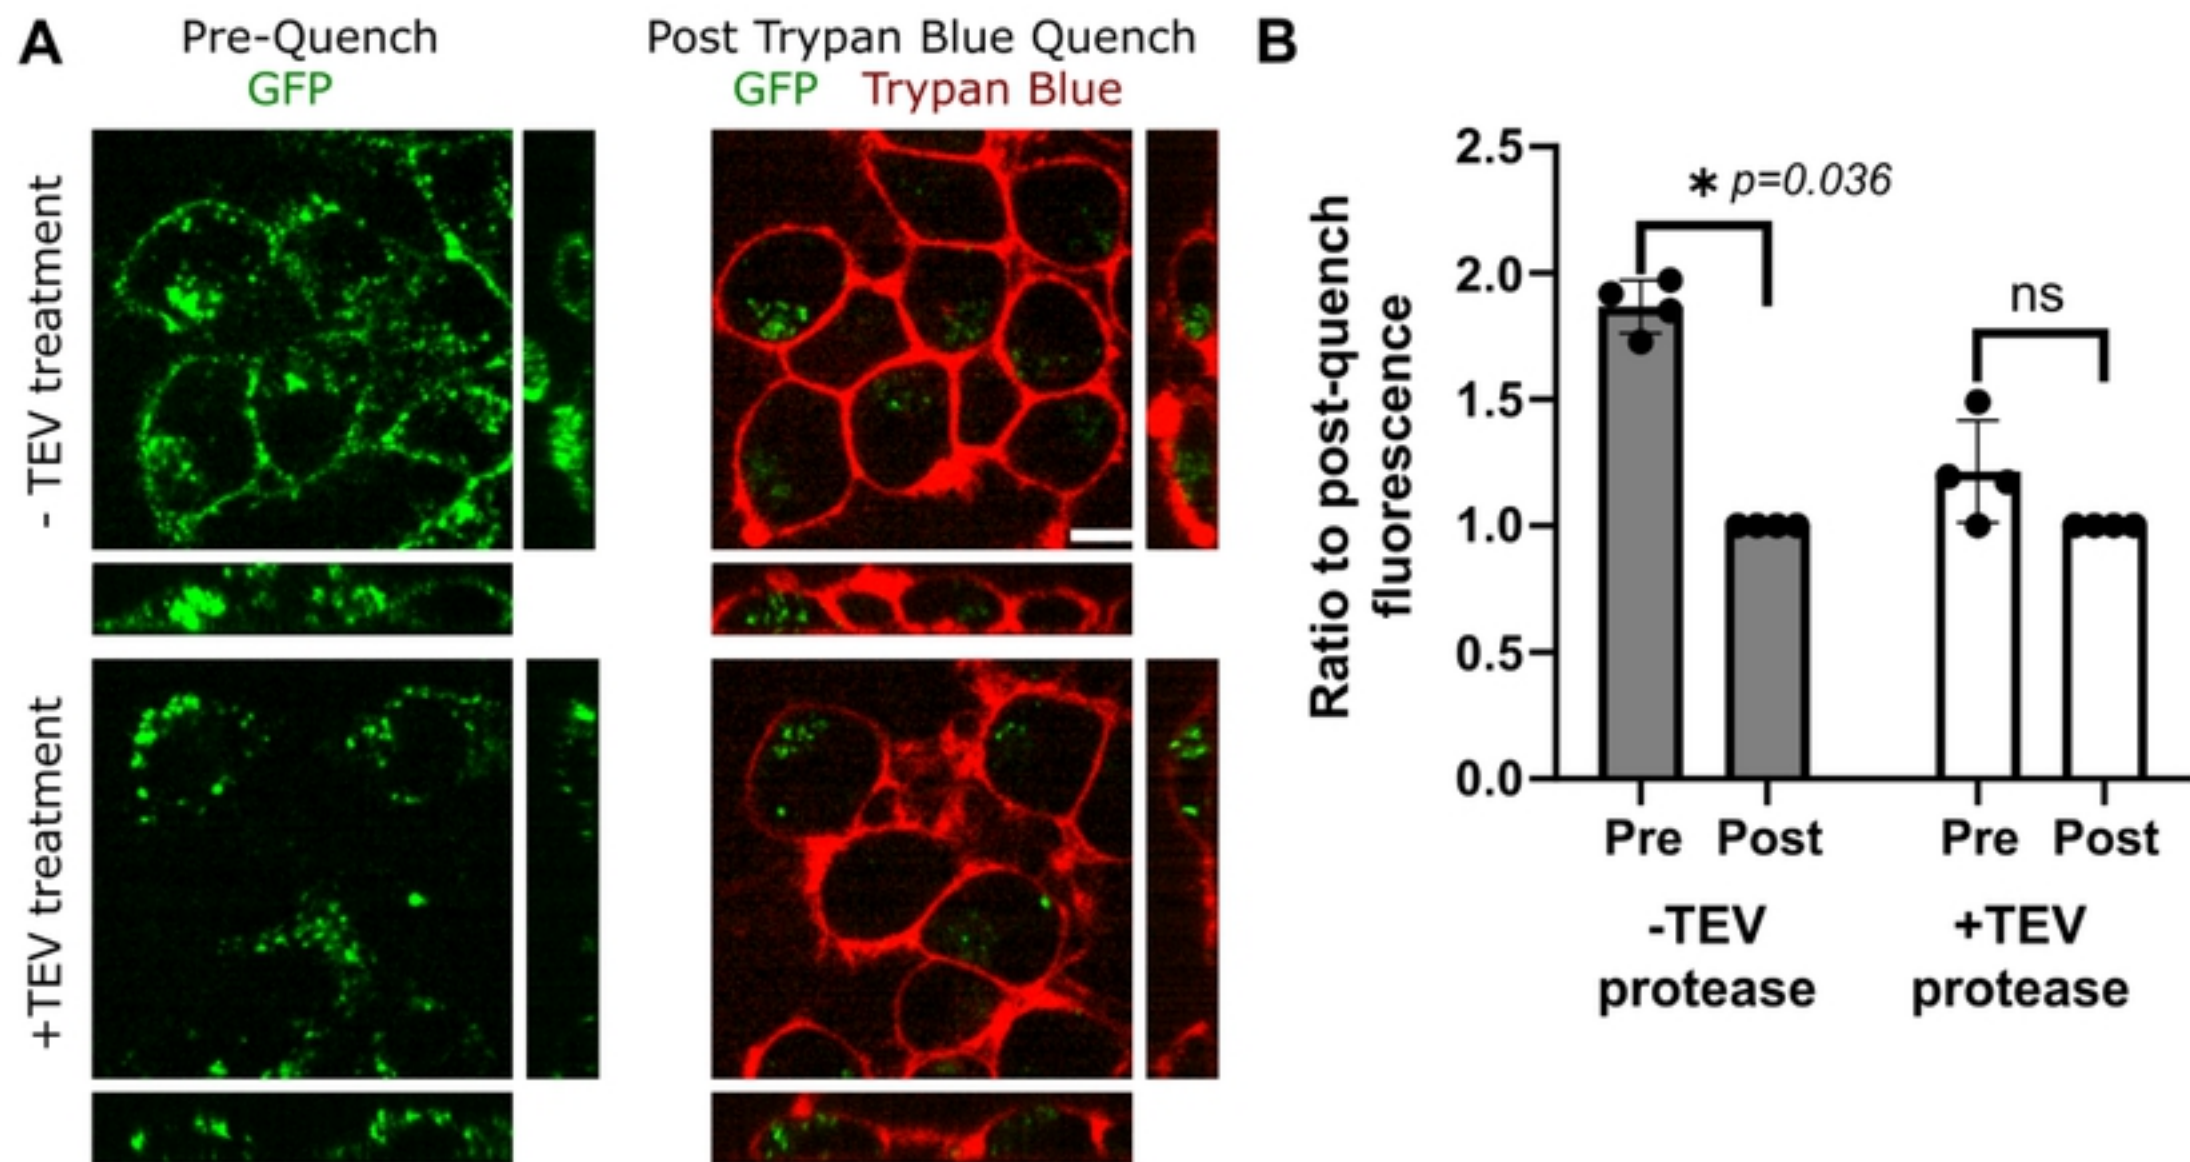 A
Pre-Quench
GFP
Post Trypan Blue Quench
GFP Trypan Blue
- TEV treatment
+TEV treatment
B
Ratio to post-quench
fluorescence
2.5
2.0
1.5
1.0
0.5
0.0
* p=0.036
ns
Pre Post
Pre Post
-TEV
protease
+TEV
protease